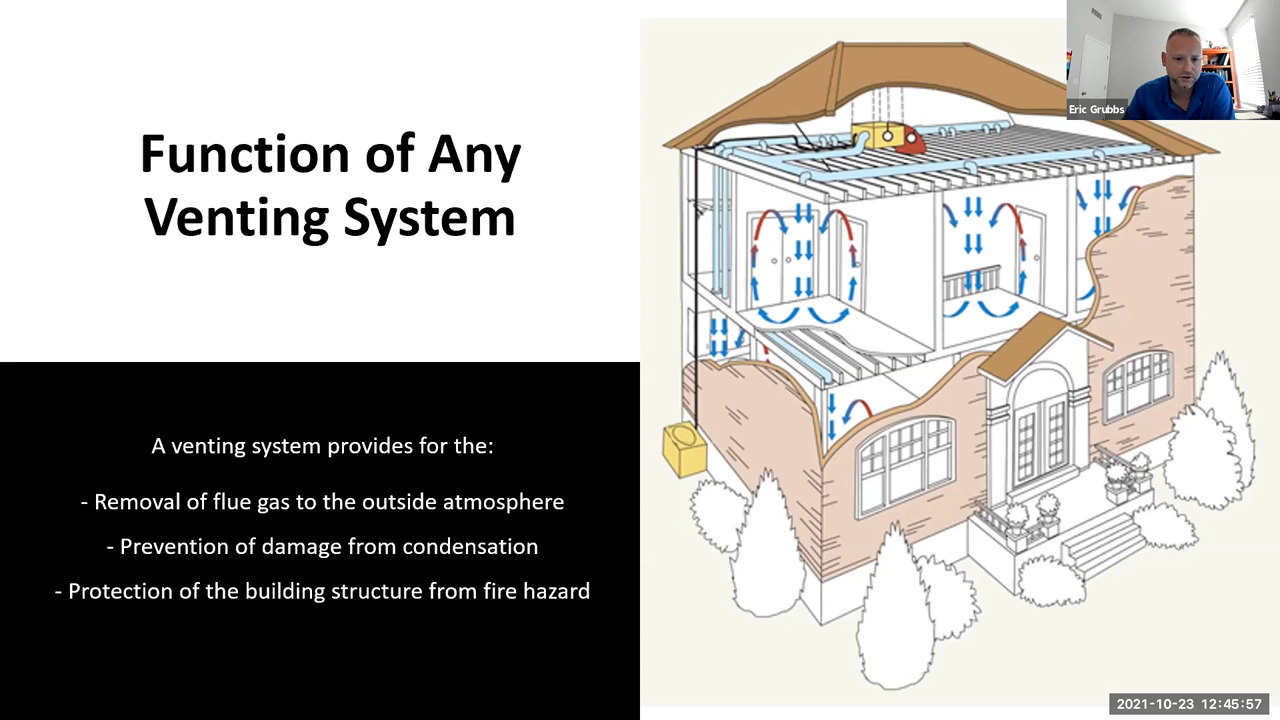 Function of Any
Venting System
A venting system provides for the:
- Removal of flue gas to the outside atmosphere
- Prevention of damage from condensation
- Protection of the building structure from fire hazard
Eric Grubbs
2021-10-23 12:45:57